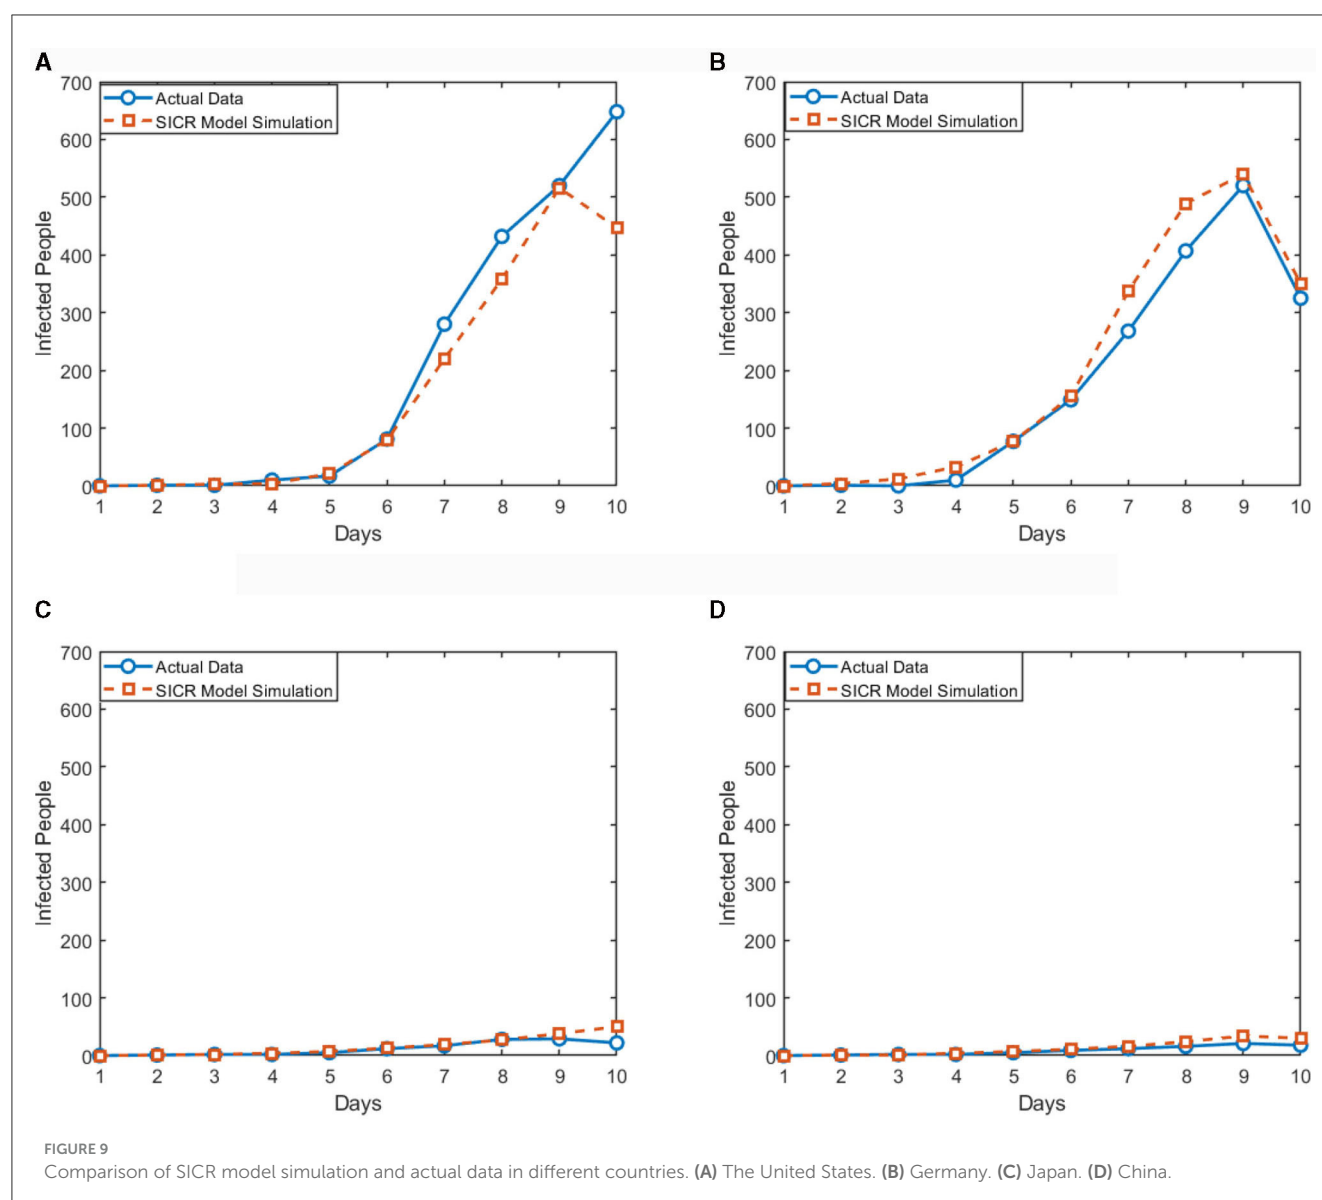 A
700
600
500
400
300
200
100
0
Infected People
Actual Data
SICR Model Simulation
1 2 3 4 5 6 7 8 9 10
Days
B
700
600
500
400
300
200
100
0
Infected People
Actual Data
SICR Model Simulation
1 2 3 4 5 6 7 8 9 10
Days
C
700
600
500
400
300
200
100
0
Infected People
Actual Data
SICR Model Simulation
1 2 3 4 5 6 7 8 9 10
Days
D
700
600
500
400
300
200
100
0
Infected People
Actual Data
SICR Model Simulation
1 2 3 4 5 6 7 8 9 10
Days
FIGURE 9
Comparison of SICR model simulation and actual data in different countries. (A) The United States. (B) Germany. (C) Japan. (D) China.